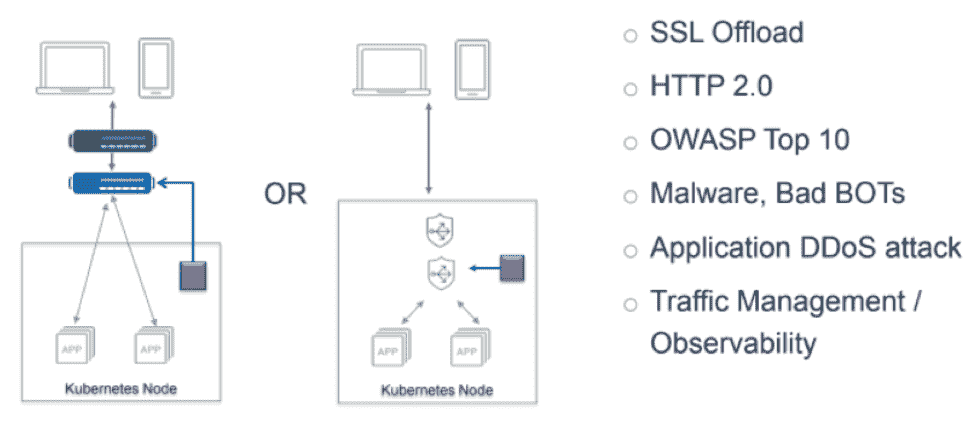 SSL Offload
HTTP 2.0
OWASP Top 10
Malware, Bad BOTs
Application DDoS attack
Traffic Management /
Observability
OR
APP
APP
Kubernetes Node
APP
APP
Kubernetes Node